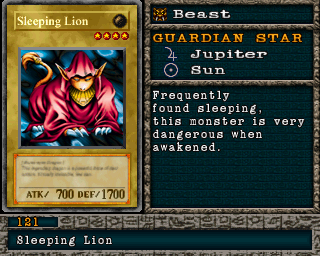 Sleeping Lion
ATK/ 700 DEF/1700
Beast
GUARDIAN STAR
Jupiter
Sun
Frequently
found sleeping,
this monster is very
dangerous when
awakened.
121
Sleeping Lion